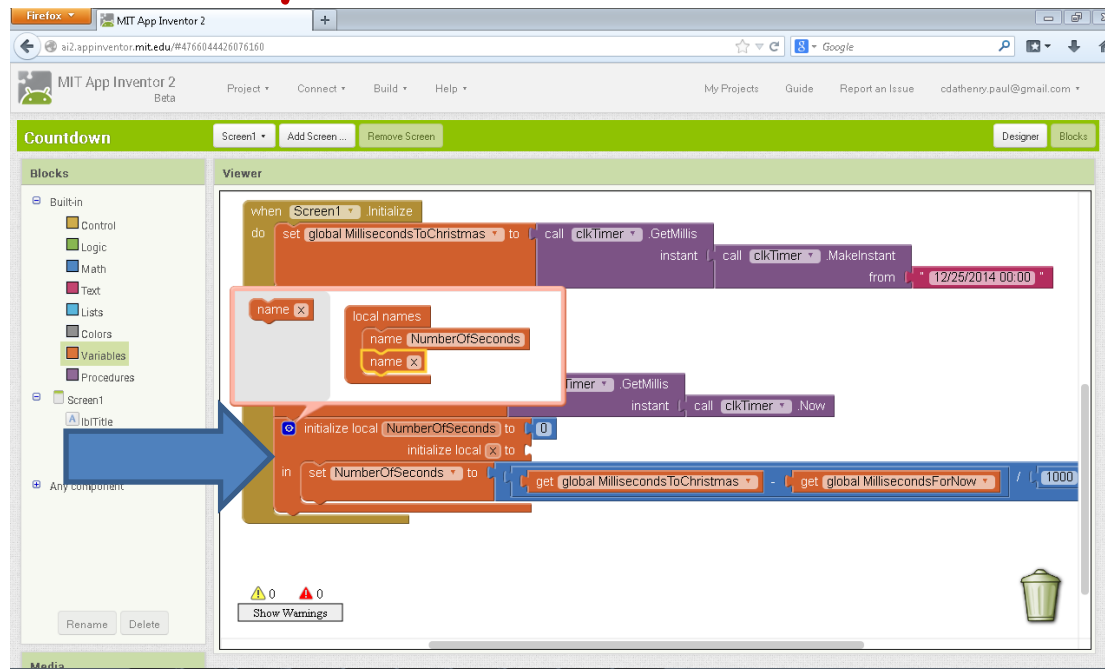 Firefox
MIT App Inventor 2
ai2.appinventor.mit.edu/#4766044426076160
Google
MIT App Inventor 2
Beta
Project
Connect
Build
Help
My Projects
Guide
Report an Issue
cdathenry.paul@gmail.com
Countdown
Screen1
Add Screen ...
Remove Screen
Designer
Blocks
Blocks
Viewer
Built-in
Control
Logic
Math
Text
Lists
Colors
Variables
Procedures
Screen1
lblTitle
Any component
Rename
Delete
Media
when Screen1 .Initialize
do set global MillisecondsToChristmas to call clkTimer .GetMillis
instant call clkTimer .MakeInstant
from " 12/25/2014 00:00 "
name x
local names
name NumberOfSeconds
name x
Timer .GetMillis
instant call clkTimer .Now
initialize local NumberOfSeconds to 0
initialize local x to
in set NumberOfSeconds to get global MillisecondsToChristmas - get global MillisecondsForNow / 1000
0 0
Show Warnings